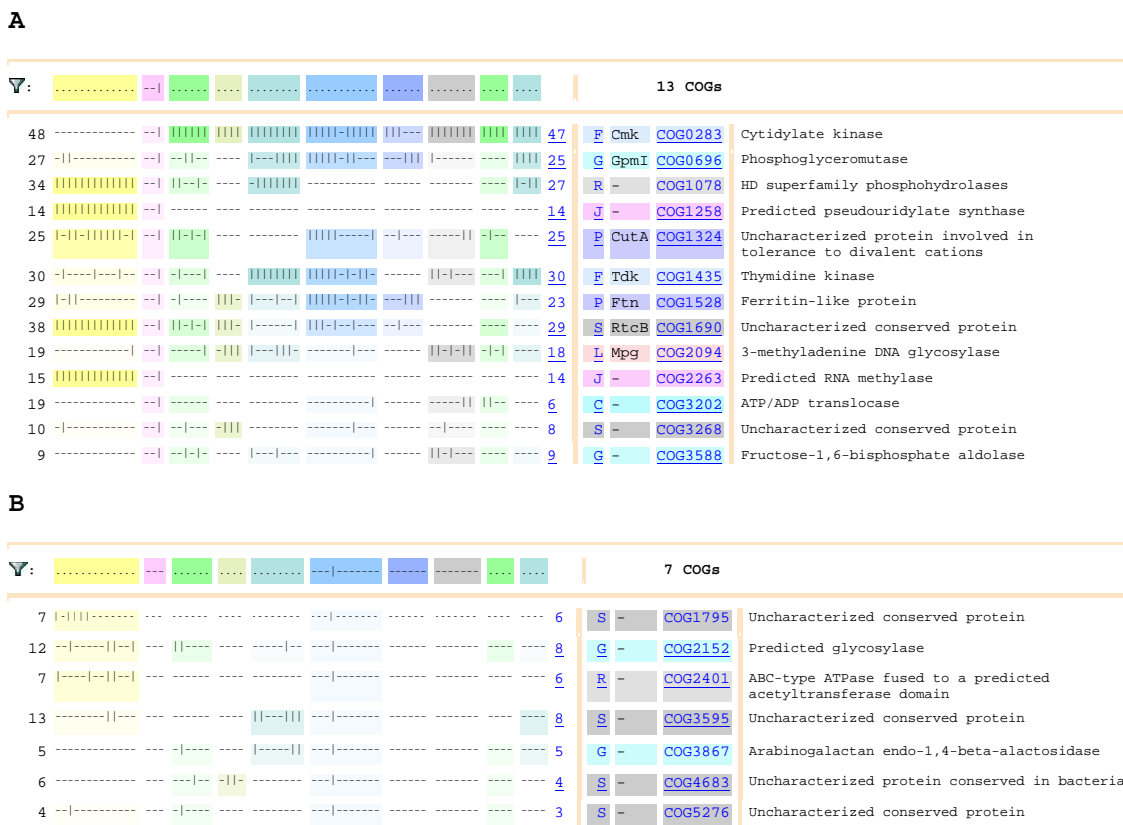 A
: ............. --| ...... .... ........ ........... ...... ....... .... .... 13 COGs
48 ------------- --| |||||| |||| |||||||| |||||-||||| |||--- ||||||| |||| |||| 47 F Cmk COG0283 Cytidylate kinase
27 -||---------- --| --||-- ---- |---|||| |||||-||--- ---||| |------ ---- |||| 25 G GpmI COG0696 Phosphoglyceromutase
34 ||||||||||||| --| ||--|- ---- -||||||| ----------- ------ ------- ---- |-|| 27 R - COG1078 HD superfamily phosphohydrolases
14 ||||||||||||| --| ------ ---- -------- ----------- ------ ------- ---- ---- 14 J - COG1258 Predicted pseudouridylate synthase
25 |-||-||||||-| --| ||-|-| ---- -------- |||||-----| --|--- -----|| -|-- ---- 25 P CutA COG1324 Uncharacterized protein involved in
tolerance to divalent cations
30 -|----|---|-- --| -|---| ---- |||||||| |||||-|-||- ------ ||-|--- ---| |||| 30 F Tdk COG1435 Thymidine kinase
29 -|-||-------- --| -|---- |||- |---|--| |||||-|-||- ---||| ------- ---- |--- 23 P Ftn COG1528 Ferritin-like protein
38 ||||||||||||| --| ||-|-| |||- |------| |||-|--|--- --|--- ------- ---- ---- 29 S RtcB COG1690 Uncharacterized conserved protein
19 ------------| --| -----| -||| |---|||- ------|---- ------ ||-|-|| -|-| ---- 18 L Mpg COG2094 3-methyladenine DNA glycosylase
15 ||||||||||||| --| ------ ---- -------- ----------- ------ ------- ---- ---- 14 J - COG2263 Predicted RNA methylase
19 ------------- --| ------ ---- -------- ----------| ------ -----|| ||-- ---- 6 C - COG3202 ATP/ADP translocase
10 -|----------- --| --|--- -||| -------- -------|--- ------ --|---- ---- ---- 8 S - COG3268 Uncharacterized conserved protein
9 ------------- --| --|-|- ---- |---|--- ----------| ------ ||-|--- ---- ---- 9 G - COG3588 Fructose-1,6-bisphosphate aldolase
B
: ............. --- ...... .... ........ ---|------- ------ ------- .... .... 7 COGs
7 |-||||------- --- ------ ---- -------- ---|------- ------ ------- ---- ---- 6 S - COG1795 Uncharacterized conserved protein
12 --|-----||--| --- ||---- ---- -----|-- ---|------- ------ ------- ---- ---- 8 G - COG2152 Predicted glycosylase
7 |----|--||--| --- ------ ---- -------- ---|------- ------ ------- ---- ---- 6 R - COG2401 ABC-type ATPase fused to a predicted
acetyltransferase domain
13 --------||--- --- ------ ---- ||---||| ---|------- ------ ------- ---- ---- 8 S - COG3595 Uncharacterized conserved protein
5 ------------- --- -|---- ---- |-----|| ---|------- ------ ------- ---- ---- 5 G - COG3867 Arabinogalactan endo-1,4-beta-alactosidase
6 ------------- --- ---|-- -||- -------- ---|------- ------ ------- ---- ---- 4 S - COG4683 Uncharacterized protein conserved in bacteria
4 --|---------- --- -|---- ---- -------- ---|------- ------ ------- ---- ---- 3 S - COG5276 Uncharacterized conserved protein